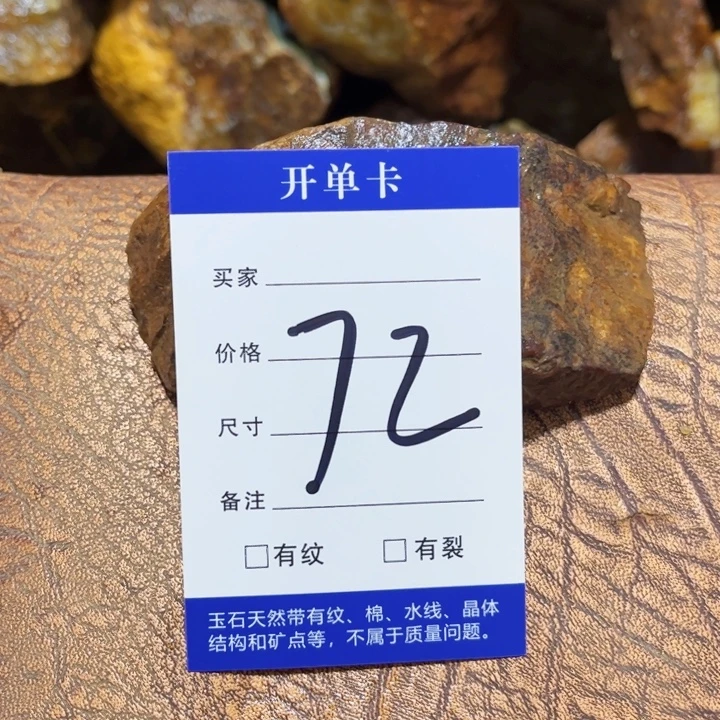 开单卡
买家
价格
72
尺寸
备注
□有纹 □有裂
玉石天然带有纹、棉、水线、晶体
结构和矿点等，不属于质量问题。